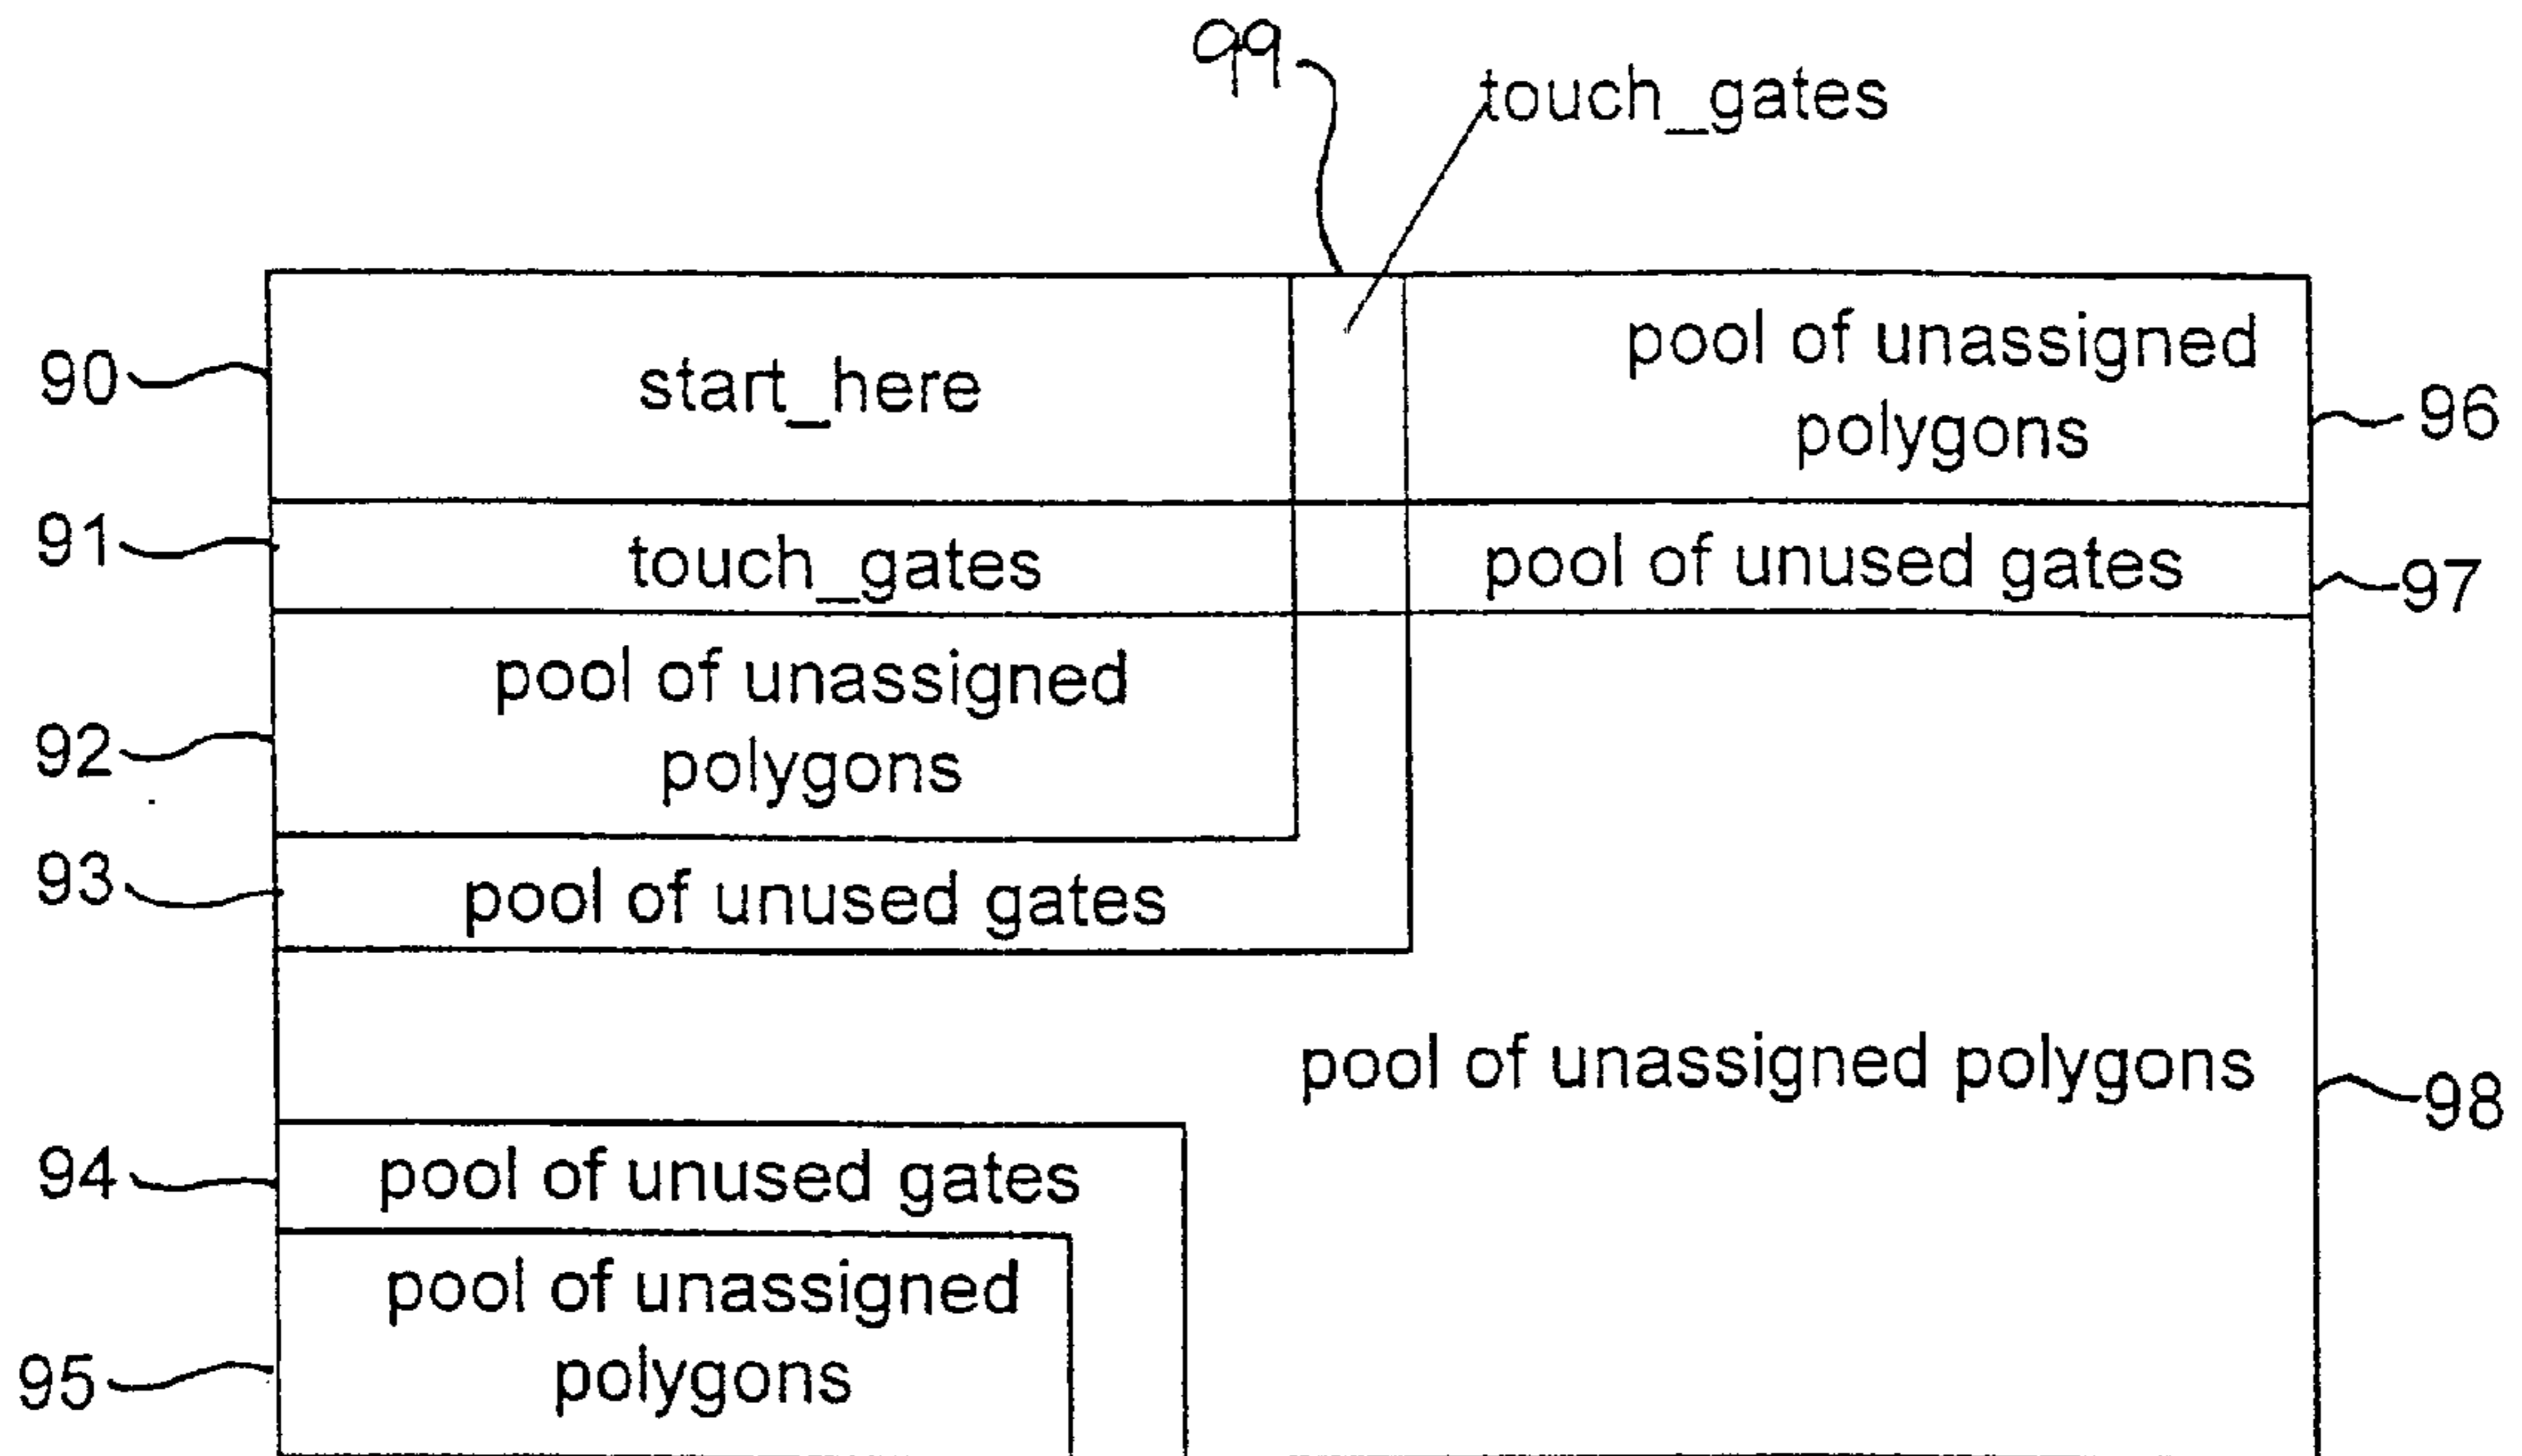 99
touch_gates
90
start_here
pool of unassigned
polygons
96
91
touch_gates
pool of unused gates
97
92
pool of unassigned
polygons
93
pool of unused gates
pool of unassigned polygons
98
94
pool of unused gates
95
pool of unassigned
polygons